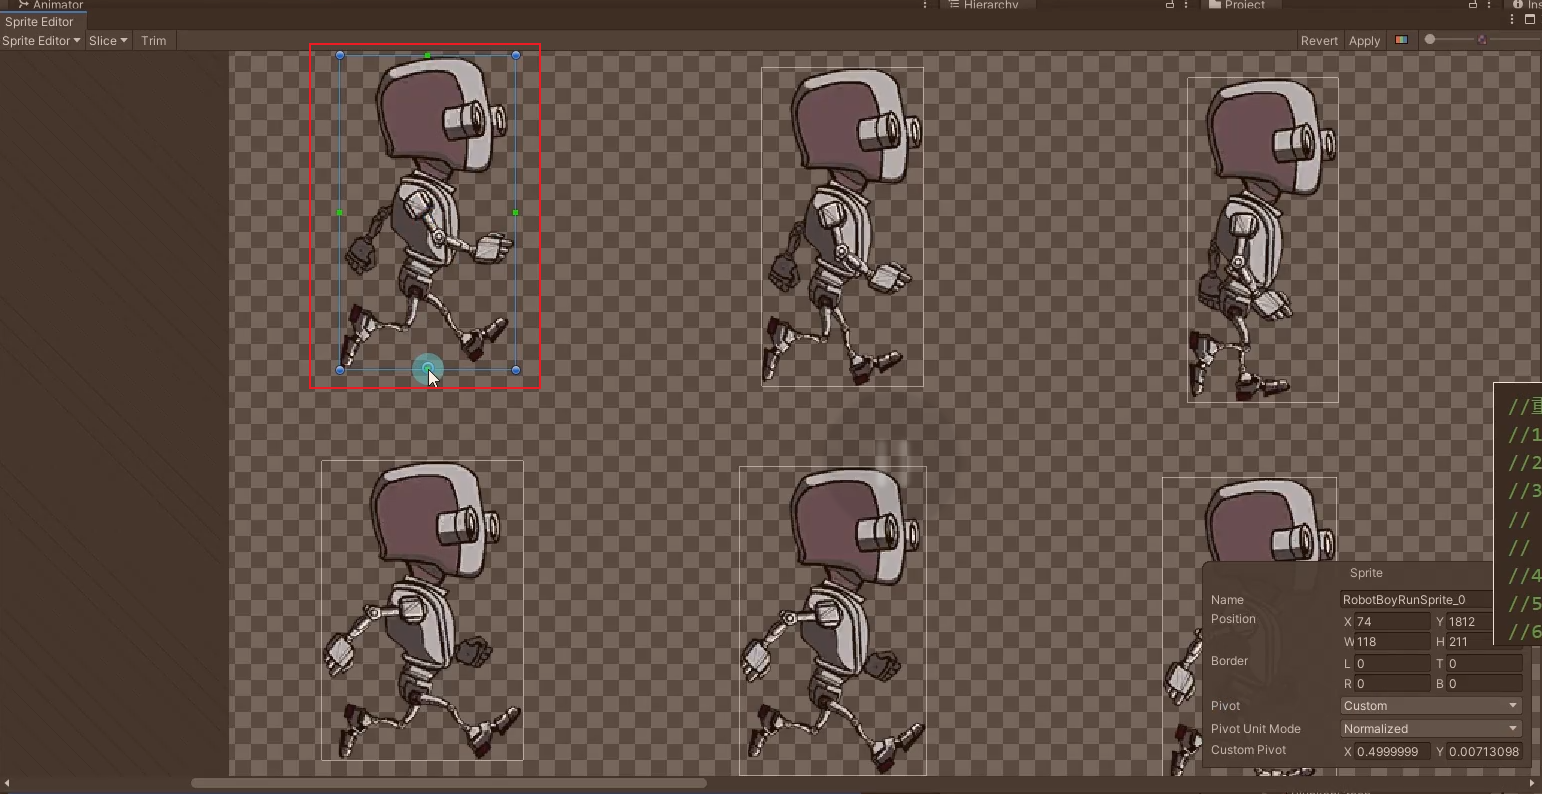 Animator
Hierarchy
Project
Sprite Editor
Sprite Editor
Slice
Trim
Revert
Apply
Sprite
Name
RobotBoyRunSprite_0
Position
X 74
Y 1812
W 118
H 211
Border
L 0
T 0
R 0
B 0
Pivot
Custom
Pivot Unit Mode
Normalized
Custom Pivot
X 0.4999999
Y 0.00713098
//
//1
//2
//3
//
//
//4
//5
//6